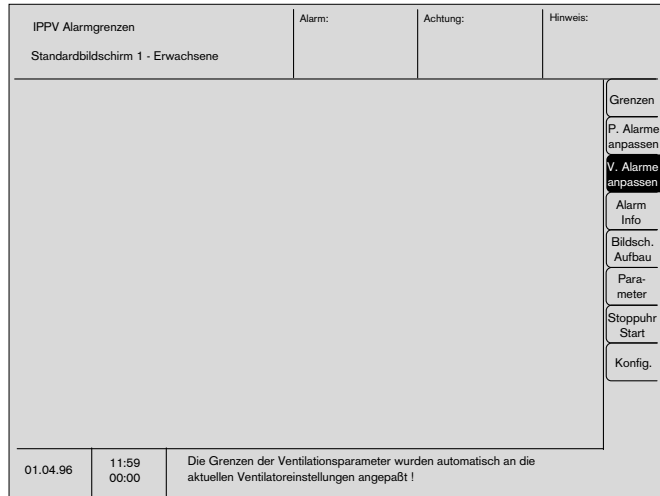 IPPV Alarmgrenzen
Standardbildschirm 1 - Erwachsene
Alarm:
Achtung:
Hinweis:
Grenzen
P. Alarme
anpassen
V. Alarme
anpassen
Alarm
Info
Bildsch.
Aufbau
Para-
meter
Stoppuhr
Start
Konfig.
01.04.96
11:59
00:00
Die Grenzen der Ventilationsparameter wurden automatisch an die
aktuellen Ventilatoreinstellungen angepaßt !